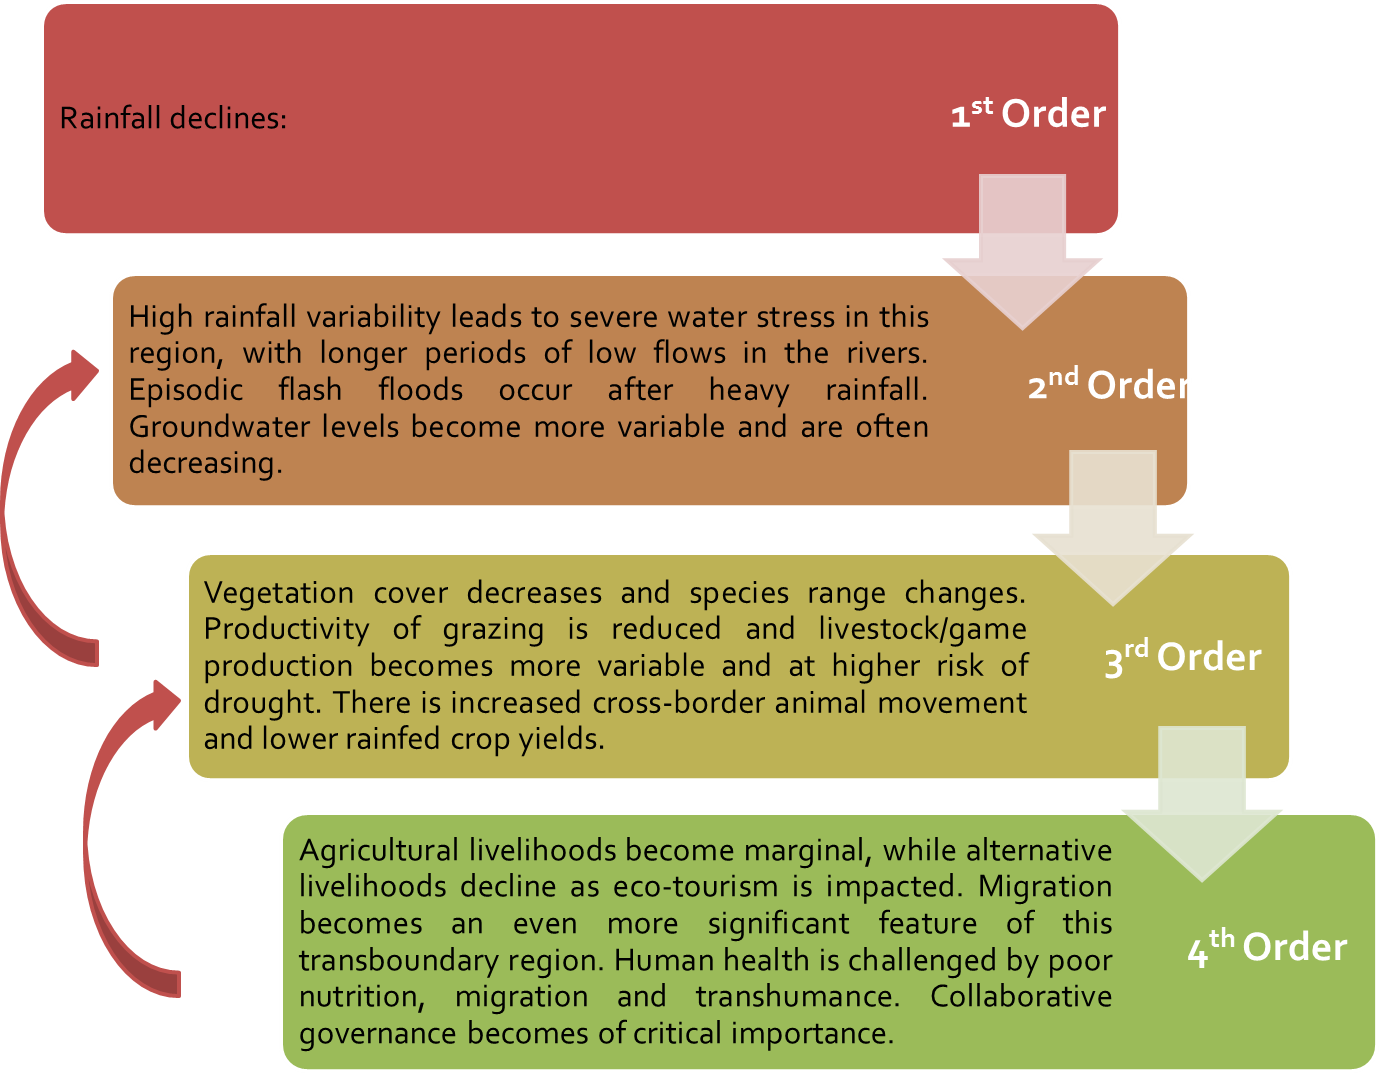 Rainfall declines:
1st Order
High rainfall variability leads to severe water stress in this
region, with longer periods of low flows in the rivers.
Episodic flash floods occur after heavy rainfall.
Groundwater levels become more variable and are often
decreasing.
2nd Order
Vegetation cover decreases and species range changes.
Productivity of grazing is reduced and livestock/game
production becomes more variable and at higher risk of
drought. There is increased cross-border animal movement
and lower rainfed crop yields.
3rd Order
Agricultural livelihoods become marginal, while alternative
livelihoods decline as eco-tourism is impacted. Migration
becomes an even more significant feature of this
transboundary region. Human health is challenged by poor
nutrition, migration and transhumance. Collaborative
governance becomes of critical importance.
4th Order